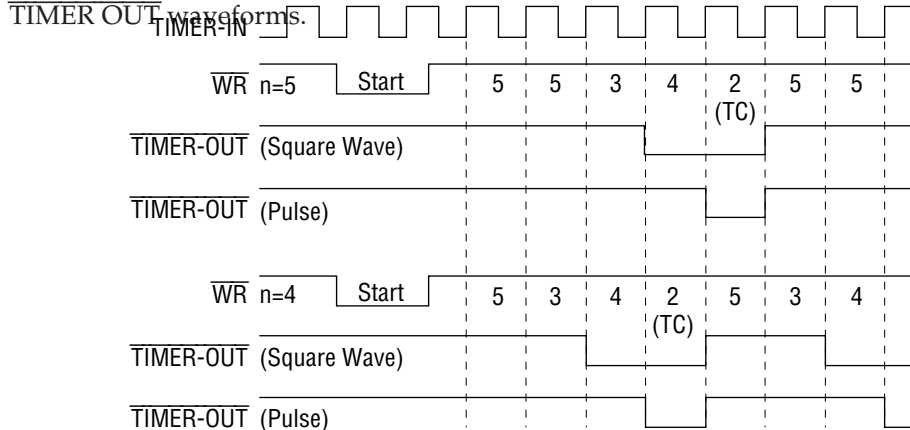 TIMER OUT waveforms.
TIMER-IN
WR n=5 Start 5 5 3 4 2 5 5
(TC)
TIMER-OUT (Square Wave)
TIMER-OUT (Pulse)
WR n=4 Start 5 3 4 2 5 3 4
(TC)
TIMER-OUT (Square Wave)
TIMER-OUT (Pulse)